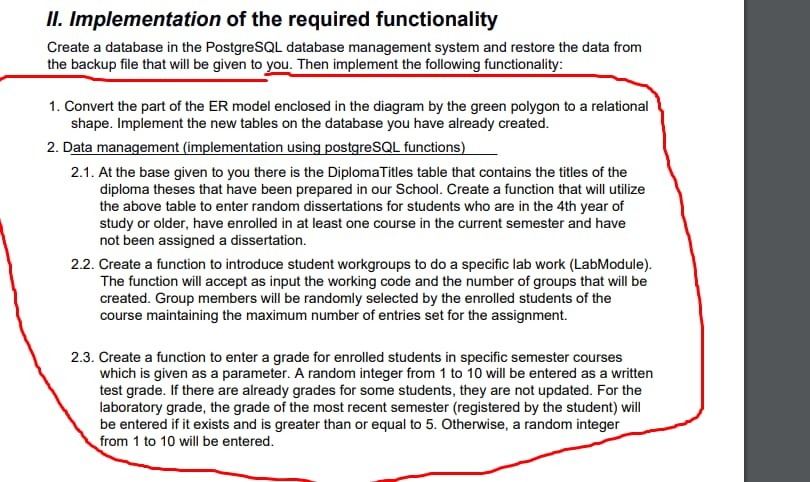 II. Implementation of the required functionality
Create a database in the PostgreSQL database management system and restore the data from
the backup file that will be given to you. Then implement the following functionality:
1. Convert the part of the ER model enclosed in the diagram by the green polygon to a relational
shape. Implement the new tables on the database you have already created.
2. Data management (implementation using postgreSQL functions)
2.1. At the base given to you there is the DiplomaTitles table that contains the titles of the
diploma theses that have been prepared in our School. Create a function that will utilize
the above table to enter random dissertations for students who are in the 4th year of
study or older, have enrolled in at least one course in the current semester and have
not been assigned a dissertation.
2.2. Create a function to introduce student workgroups to do a specific lab work (LabModule).
The function will accept as input the working code and the number of groups that will be
created. Group members will be randomly selected by the enrolled students of the
course maintaining the maximum number of entries set for the assignment.
2.3. Create a function to enter a grade for enrolled students in specific semester courses
which is given as a parameter. A random integer from 1 to 10 will be entered as a written
test grade. If there are already grades for some students, they are not updated. For the
laboratory grade, the grade of the most recent semester (registered by the student) will
be entered if it exists and is greater than or equal to 5. Otherwise, a random integer
from 1 to 10 will be entered.